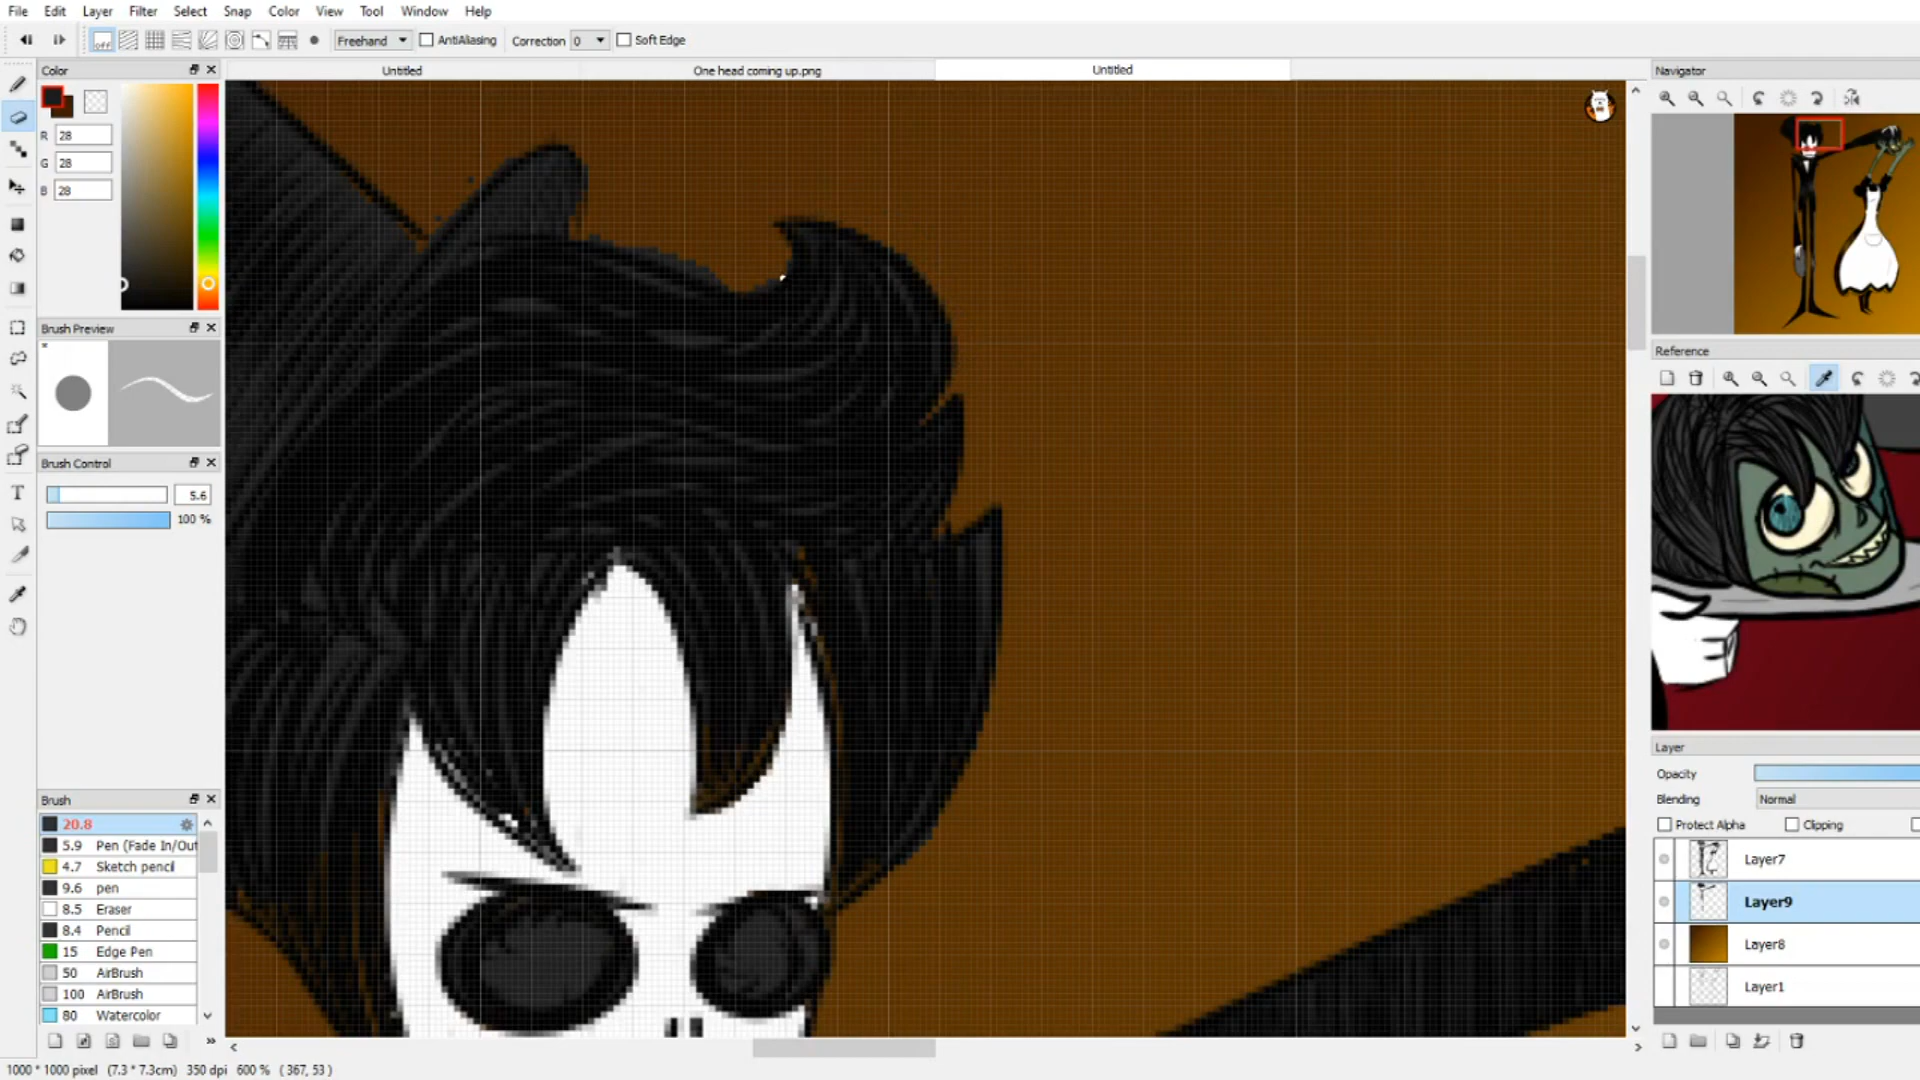 File Edit Layer Filter Select Snap Color View Tool Window Help
off Freehand AntiAliasing Correction 0 Soft Edge
Color
Untitled One head coming up.png Untitled
Navigator
R 28
G 28
B 28
Brush Preview
*
Reference
Brush Control
5.6
100 %
T
Layer
Opacity
Blending Normal
Protect Alpha Clipping
Brush
20.8
5.9 Pen (Fade In/Out
4.7 Sketch pencil
9.6 pen
8.5 Eraser
8.4 Pencil
15 Edge Pen
50 AirBrush
100 AirBrush
80 Watercolor
Layer7
Layer9
Layer8
Layer1
1000 * 1000 pixel (7.3 * 7.3cm) 350 dpi 600 % ( 367, 53 )